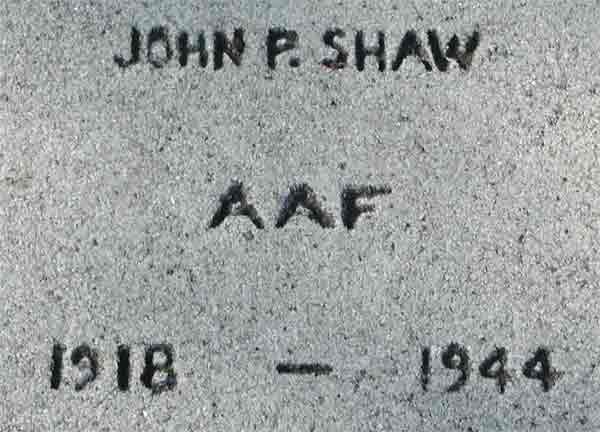 JOHN P. SHAW
AAF
1918 — 1944